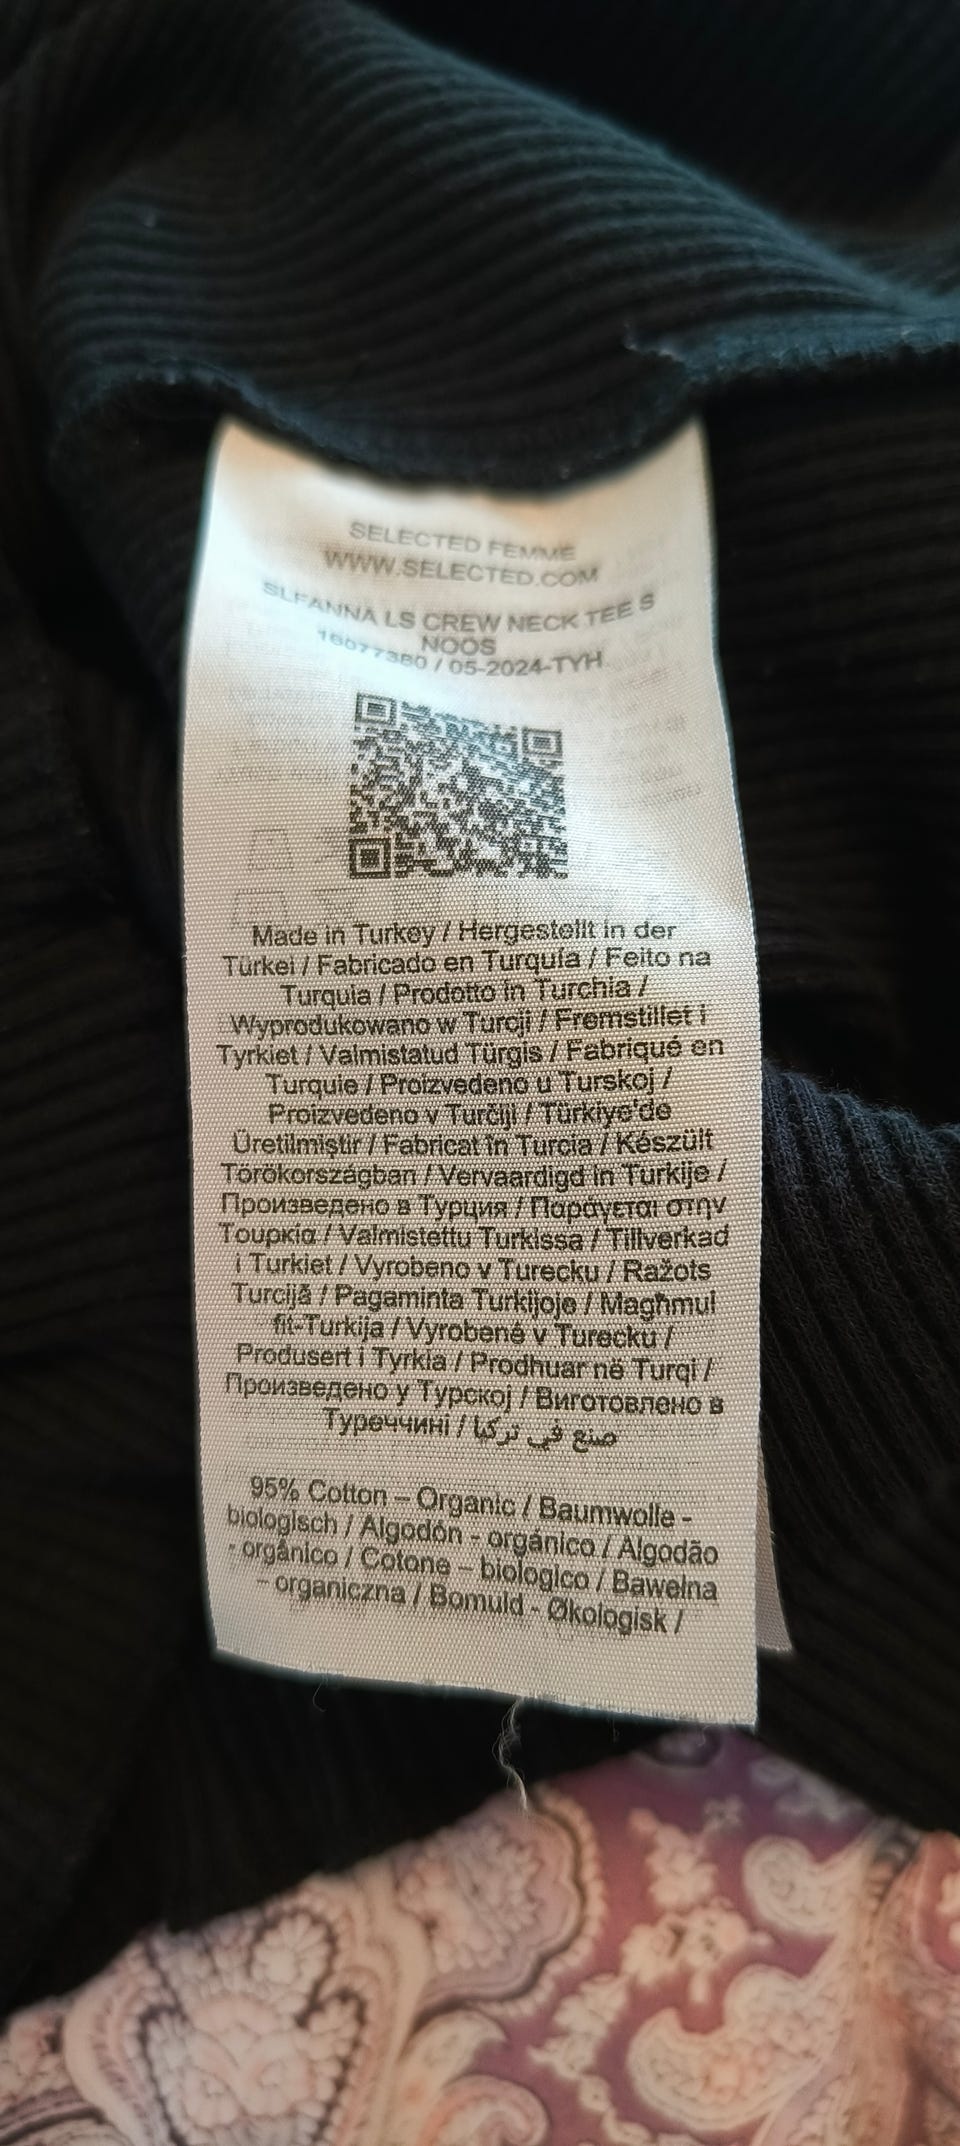 SELECTED FEMME
WWW.SELECTED.COM
SLFANNA LS CREW NECK TEE S
NOOS
16077380 / 05-2024-TYH
Made in Turkey / Hergestellt in der
Türkei / Fabricado en Turquía / Feito na
Turquia / Prodotto in Turchia /
Wyprodukowano w Turcji / Fremstillet i
Tyrkiet / Valmistatud Türgis / Fabriqué en
Turquie / Proizvedeno u Turskoj /
Proizvedeno v Turčiji / Türkiye'de
Üretilmiştir / Fabricat în Turcia / Készült
Törökországban / Vervaardigd in Turkije /
Произведено в Турция / Παράγεται στην
Τουρκία / Valmistettu Turkissa / Tillverkad
i Turkiet / Vyrobeno v Turecku / Ražots
Turcijā / Pagaminta Turkijoje / Magħmul
fit-Turkija / Vyrobené v Turecku /
Produsert i Tyrkia / Prodhuar në Turqi /
Произведено у Турској / Виготовлено в
Туреччині / صنع في تركيا
95% Cotton – Organic / Baumwolle -
biologisch / Algodón - orgánico / Algodão
- orgânico / Cotone – biologico / Bawełna
– organiczna / Bomuld - Økologisk /